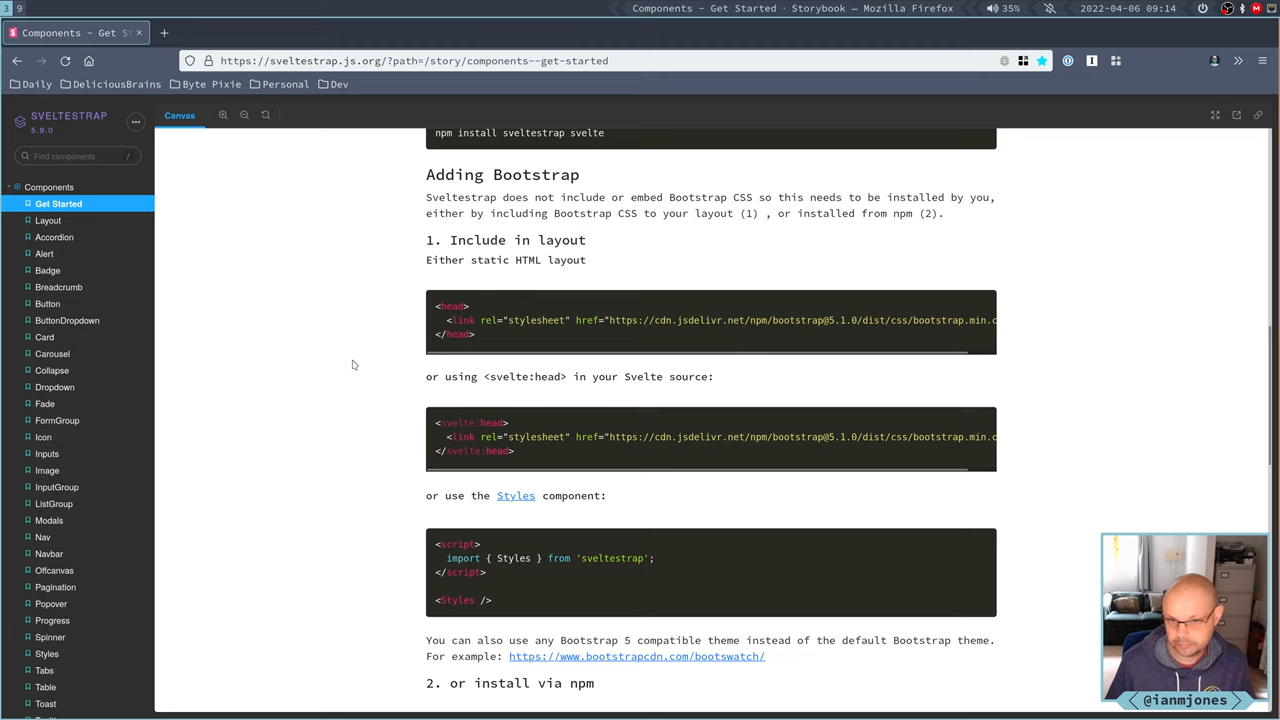 3 9
Components - Get Started · Storybook — Mozilla Firefox
35%
2022-04-06 09:14
Components - Get St
https://sveltestrap.js.org/?path=/story/components--get-started
Daily DeliciousBrains Byte Pixie Personal Dev
SVELTESTRAP
5.9.0
Find components /
Components
Get Started
Layout
Accordion
Alert
Badge
Breadcrumb
Button
ButtonDropdown
Card
Carousel
Collapse
Dropdown
Fade
FormGroup
Icon
Inputs
Image
InputGroup
ListGroup
Modals
Nav
Navbar
Offcanvas
Pagination
Popover
Progress
Spinner
Styles
Tabs
Table
Toast
Canvas
npm install sveltestrap svelte
Adding Bootstrap
Sveltestrap does not include or embed Bootstrap CSS so this needs to be installed by you,
either by including Bootstrap CSS to your layout (1) , or installed from npm (2).
1. Include in layout
Either static HTML layout
<head>
<link rel="stylesheet" href="https://cdn.jsdelivr.net/npm/bootstrap@5.1.0/dist/css/bootstrap.min.c
</head>
or using <svelte:head> in your Svelte source:
<svelte:head>
<link rel="stylesheet" href="https://cdn.jsdelivr.net/npm/bootstrap@5.1.0/dist/css/bootstrap.min.c
</svelte:head>
or use the Styles component:
<script>
import { Styles } from 'sveltestrap';
</script>
<Styles />
You can also use any Bootstrap 5 compatible theme instead of the default Bootstrap theme.
For example: https://www.bootstrapcdn.com/bootswatch/
2. or install via npm
@ianmjones